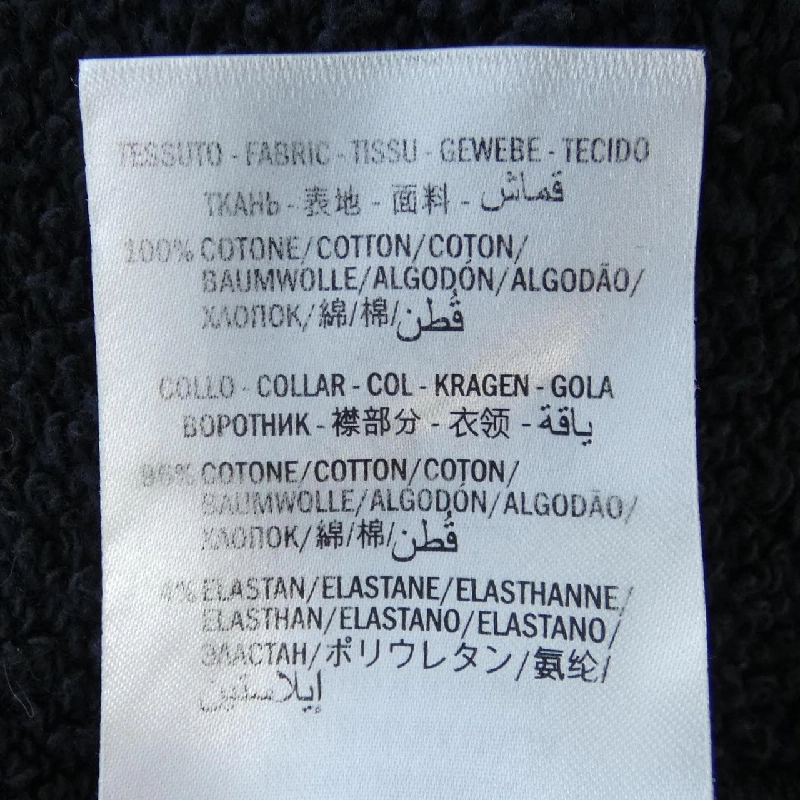 TESSUTO - FABRIC - TISSU - GEWEBE - TECIDO
ТКАНЬ - 表地 - 面料 - قماش
100% COTONE/COTTON/COTON/
BAUMWOLLE/ALGODÓN/ALGODÃO/
ХЛОПОК/綿/棉/قُطن
COLLO - COLLAR - COL - KRAGEN - GOLA
ВОРОТНИК - 襟部分 - 衣领 - ياقة
96% COTONE/COTTON/COTON/
BAUMWOLLE/ALGODÓN/ALGODÃO/
ХЛОПОК/綿/棉/قُطن
4% ELASTAN/ELASTANE/ELASTHANNE/
ELASTHAN/ELASTANO/ELASTANO/
ЭЛАСТАН/ポリウレタン/氨纶/
إيلاستين